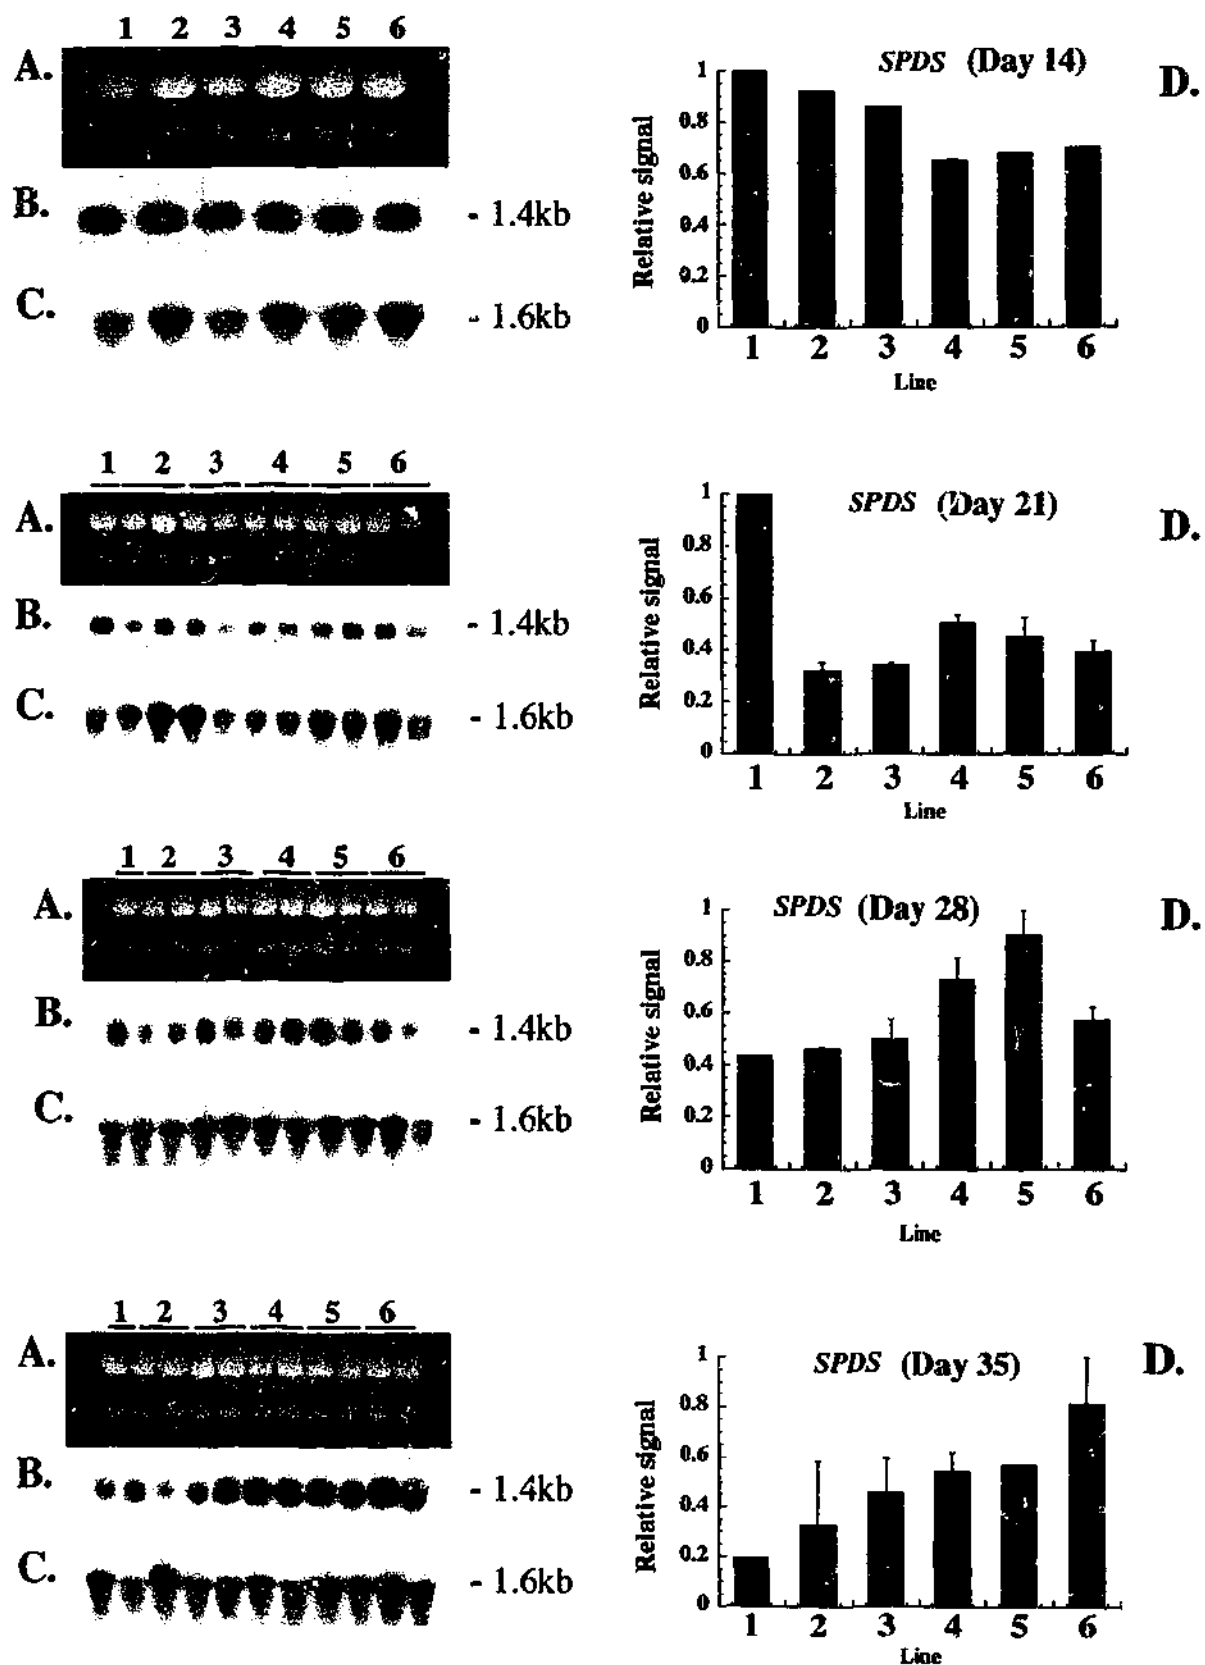 1 2 3 4 5 6
A.
B.
- 1.4kb
C.
- 1.6kb
SPDS (Day 14)
D.
Relative signal
1
0.8
0.6
0.4
0.2
0
1 2 3 4 5 6
Line
1 2 3 4 5 6
A.
B.
- 1.4kb
C.
- 1.6kb
SPDS (Day 21)
D.
Relative signal
1
0.8
0.6
0.4
0.2
0
1 2 3 4 5 6
Line
1 2 3 4 5 6
A.
B.
- 1.4kb
C.
- 1.6kb
SPDS (Day 28)
D.
Relative signal
1
0.8
0.6
0.4
0.2
0
1 2 3 4 5 6
Line
1 2 3 4 5 6
A.
B.
- 1.4kb
C.
- 1.6kb
SPDS (Day 35)
D.
Relative signal
1
0.8
0.6
0.4
0.2
0
1 2 3 4 5 6
Line